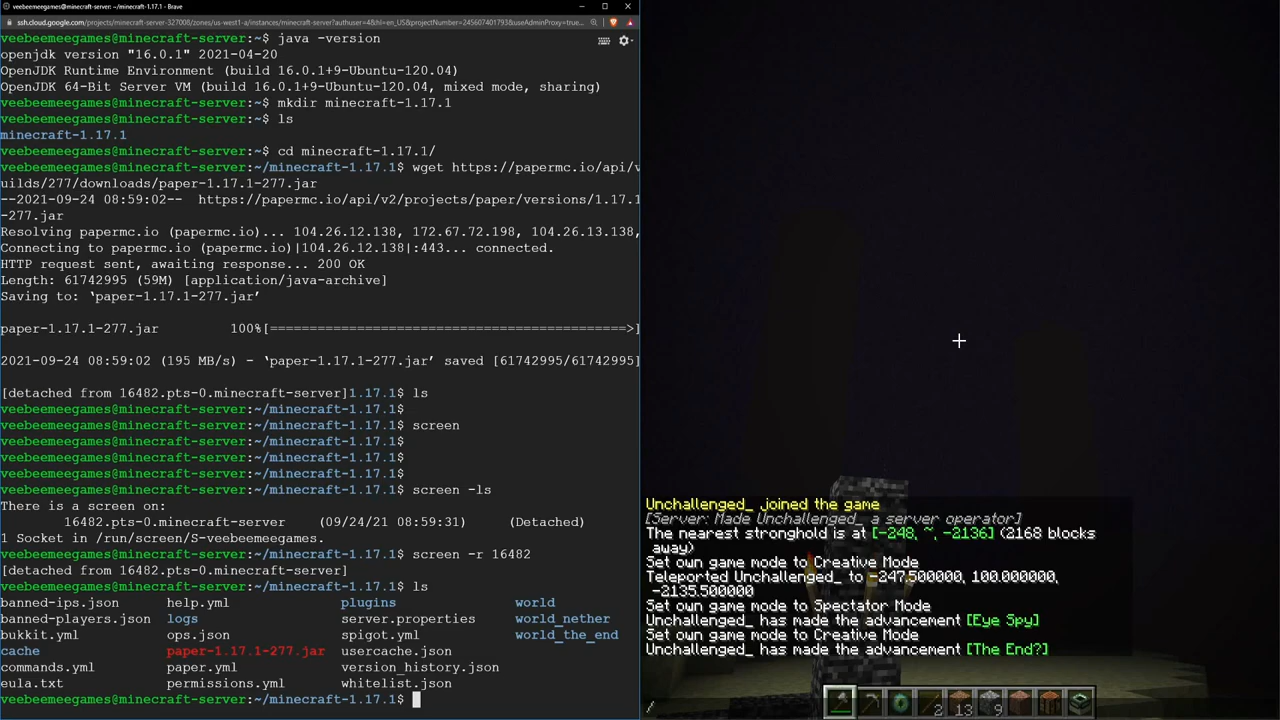 veebeemeegames@minecraft-server: ~/minecraft-1.17.1 - Brave
ssh.cloud.google.com/projects/minecraft-327008/zones/us-west1-a/instances/minecraft-server?authuser=4&hl=en_US&projectNumber=245607401793&useAdminProxy=true...
veebeemeegames@minecraft-server:~$ java -version
openjdk version "16.0.1" 2021-04-20
OpenJDK Runtime Environment (build 16.0.1+9-Ubuntu-120.04)
OpenJDK 64-Bit Server VM (build 16.0.1+9-Ubuntu-120.04, mixed mode, sharing)
veebeemeegames@minecraft-server:~$ mkdir minecraft-1.17.1
veebeemeegames@minecraft-server:~$ ls
minecraft-1.17.1
veebeemeegames@minecraft-server:~$ cd minecraft-1.17.1/
veebeemeegames@minecraft-server:~/minecraft-1.17.1$ wget https://papermc.io/api/v
uilds/277/downloads/paper-1.17.1-277.jar
--2021-09-24 08:59:02-- https://papermc.io/api/v2/projects/paper/versions/1.17.1
-277.jar
Resolving papermc.io (papermc.io)... 104.26.12.138, 172.67.72.198, 104.26.13.138,
Connecting to papermc.io (papermc.io)|104.26.12.138|:443... connected.
HTTP request sent, awaiting response... 200 OK
Length: 61742995 (59M) [application/java-archive]
Saving to: ‘paper-1.17.1-277.jar’
paper-1.17.1-277.jar 100%[=============================================>]
2021-09-24 08:59:02 (195 MB/s) - ‘paper-1.17.1-277.jar’ saved [61742995/61742995]
[detached from 16482.pts-0.minecraft-server]1.17.1$ ls
veebeemeegames@minecraft-server:~/minecraft-1.17.1$
veebeemeegames@minecraft-server:~/minecraft-1.17.1$ screen
veebeemeegames@minecraft-server:~/minecraft-1.17.1$
veebeemeegames@minecraft-server:~/minecraft-1.17.1$
veebeemeegames@minecraft-server:~/minecraft-1.17.1$
veebeemeegames@minecraft-server:~/minecraft-1.17.1$ screen -ls
There is a screen on:
16482.pts-0.minecraft-server (09/24/21 08:59:31) (Detached)
1 Socket in /run/screen/S-veebeemeegames.
veebeemeegames@minecraft-server:~/minecraft-1.17.1$ screen -r 16482
[detached from 16482.pts-0.minecraft-server]
veebeemeegames@minecraft-server:~/minecraft-1.17.1$ ls
banned-ips.json help.yml plugins world
banned-players.json logs server.properties world_nether
bukkit.yml ops.json spigot.yml world_the_end
cache paper-1.17.1-277.jar usercache.json
commands.yml paper.yml version_history.json
eula.txt permissions.yml whitelist.json
veebeemeegames@minecraft-server:~/minecraft-1.17.1$
Unchallenged_ joined the game
[Server: Made Unchallenged_ a server operator]
The nearest stronghold is at [-248, ~, -2136] (2168 blocks
away)
Set own game mode to Creative Mode
Teleported Unchallenged_ to -247.500000, 100.000000,
-2135.500000
Set own game mode to Spectator Mode
Unchallenged_ has made the advancement [Eye Spy]
Set own game mode to Creative Mode
Unchallenged_ has made the advancement [The End?]
/
2 13 9